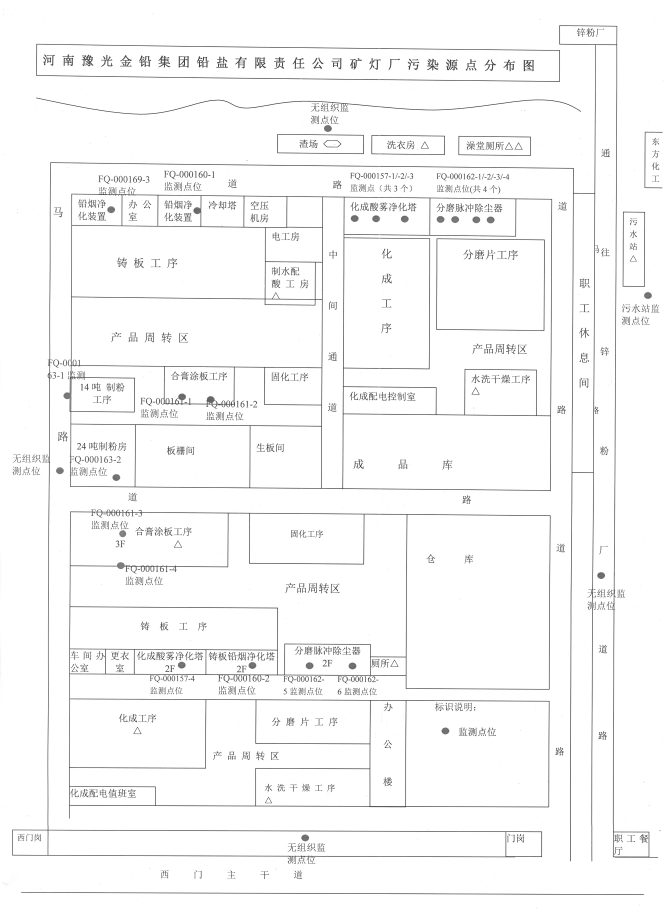 锌粉厂
河南豫光金铅集团铅盐有限责任公司矿灯厂污染源点分布图
无组织监
测点位
渣场
洗衣房 △
澡堂厕所△△
东方化工
通往锌粉厂道路
FQ-000169-3
监测点位
FQ-000160-1
监测点位
道路
FQ-000157-1/-2/-3
监测点(共3个)
FQ-000162-1/-2/-3/-4
监测点位(共4个)
马路
铅烟净
化装置
办公
室
铅烟净
化装置
冷却塔
空压
机房
化成酸雾净化塔
分磨脉冲除尘器
道路
污水站
△
马路
电工房
铸板工序
制水配
酸工房
△
中间通道
化成工序
分磨片工序
职工休息间
污水站监
测点位
产品周转区
产品周转区
FQ-0001
63-1监测
14吨 制粉
工序
合膏涂板工序
固化工序
水洗干燥工序
△
FQ-000161-1
监测点位
FQ-000161-2
监测点位
化成配电控制室
无组织监
测点位
24吨制粉房
FQ-000163-2
监测点位
板栅间
生板间
成品库
道路
FQ-000161-3
监测点位
合膏涂板工序
3F
△
固化工序
仓库
道路
FQ-000161-4
监测点位
产品周转区
无组织监
测点位
铸板工序
车间办
公室
更衣
室
化成酸雾净化塔
2F
铸板铅烟净化塔
2F
分磨脉冲除尘器
2F
厕所△
FQ-000157-4
监测点位
FQ-000160-2
监测点位
FQ-000162-
5监测点位
FQ-000162-
6监测点位
化成工序
△
分磨片工序
办公楼
标识说明:
监测点位
产品周转区
化成配电值班室
水洗干燥工序
△
西门岗
无组织监
测点位
门岗
职工餐
厅
西门主干道